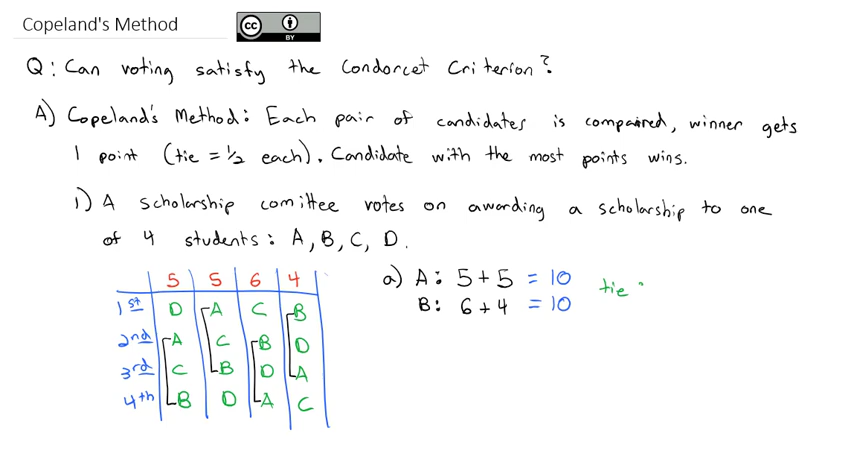 Copeland's Method
CC BY
Q: Can voting satisfy the Condorcet Criterion?
A) Copeland's Method: Each pair of candidates is compaired, winner gets
1 point (tie = 1/2 each). Candidate with the most points wins.
1) A scholarship comittee votes on awarding a scholarship to one
of 4 students: A, B, C, D.
5 5 6 4
1st D A C B
2nd A C B D
3rd C B D A
4th B D A C
a) A: 5 + 5 = 10
B: 6 + 4 = 10
tie